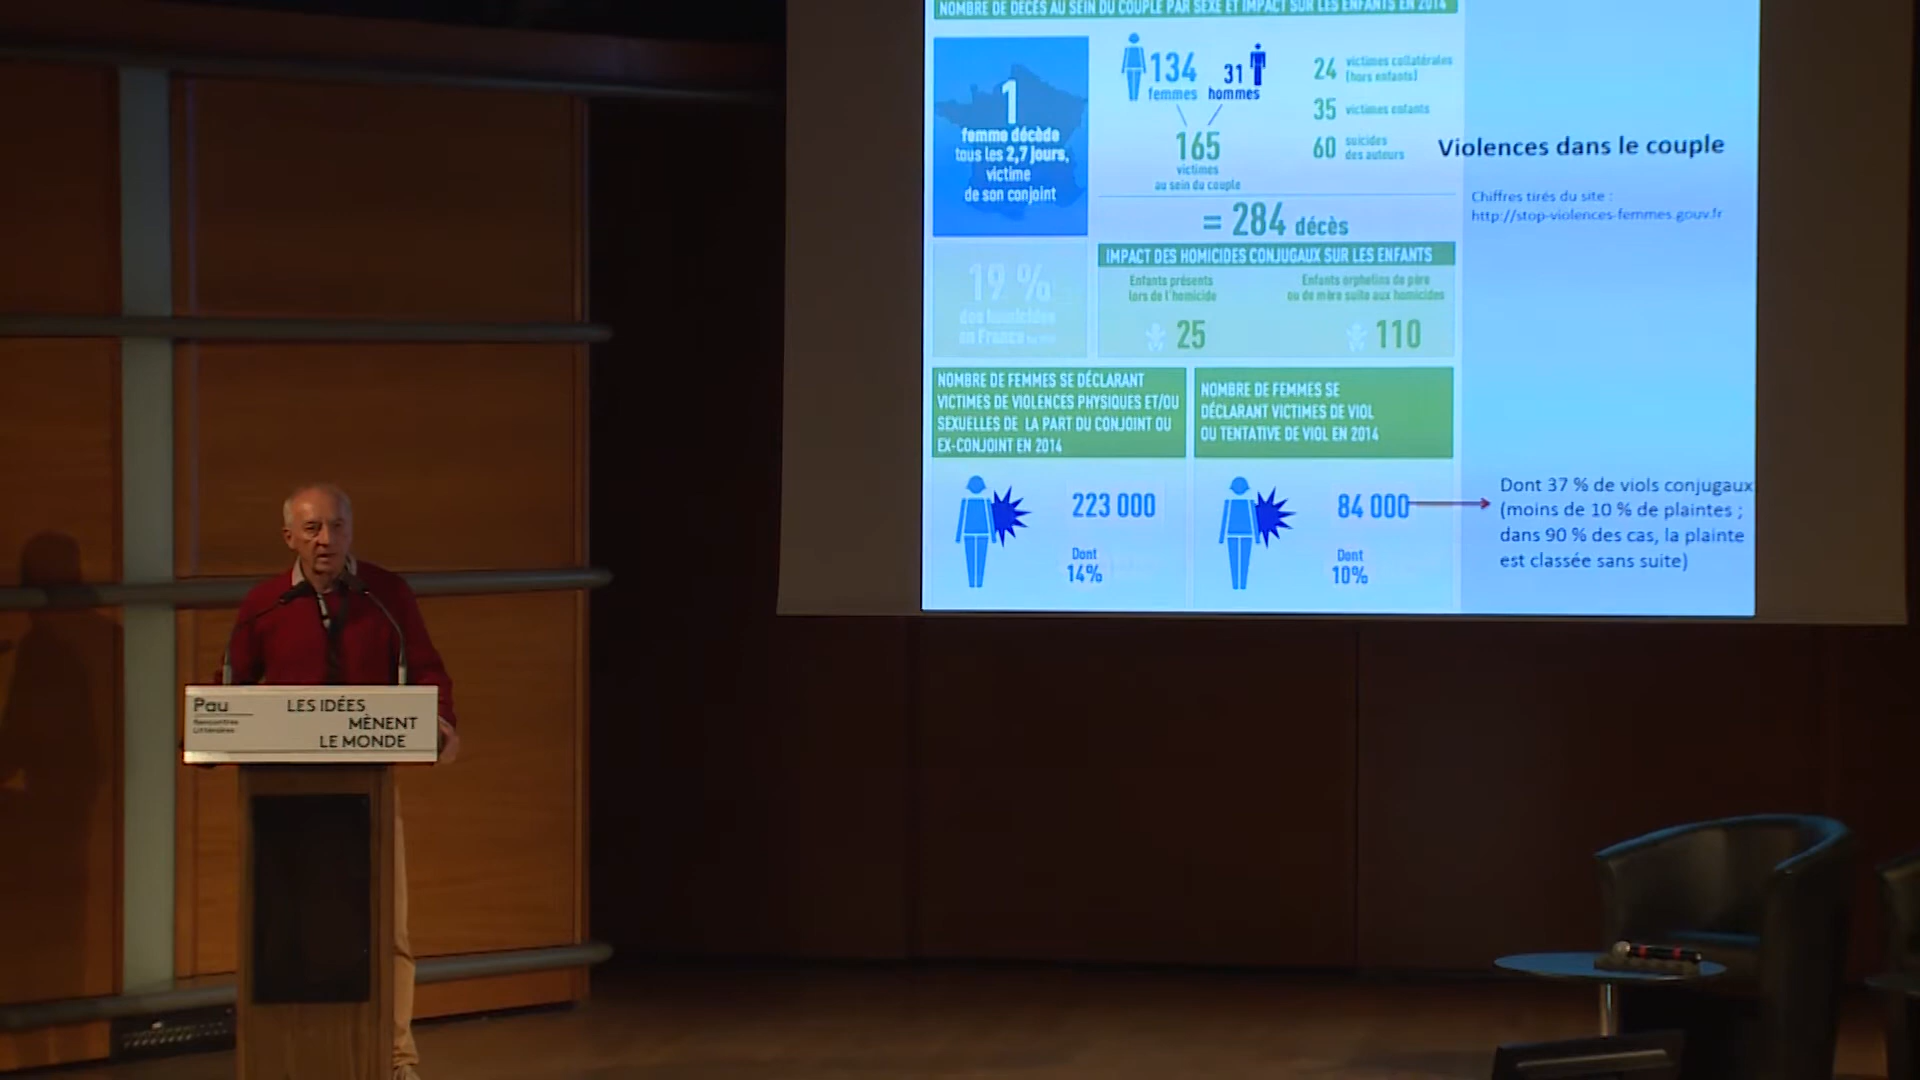 NOMBRE DE DÉCÈS AU SEIN DU COUPLE PAR SEXE ET IMPACT SUR LES ENFANTS EN 2014
1
femme décède
tous les 2,7 jours,
victime
de son conjoint
134
femmes
31
hommes
165
victimes
au sein du couple
24 victimes collatérales
(hors enfants)
35 victimes enfants
60 suicides
des auteurs
= 284 décès
19 %
des homicides
en France
IMPACT DES HOMICIDES CONJUGAUX SUR LES ENFANTS
Enfants présents
lors de l'homicide
25
Enfants orphelins de père
ou de mère suite aux homicides
110
NOMBRE DE FEMMES SE DÉCLARANT
VICTIMES DE VIOLENCES PHYSIQUES ET/OU
SEXUELLES DE LA PART DU CONJOINT OU
EX-CONJOINT EN 2014
223 000
Dont
14%
NOMBRE DE FEMMES SE
DÉCLARANT VICTIMES DE VIOL
OU TENTATIVE DE VIOL EN 2014
84 000
Dont
10%
Violences dans le couple
Chiffres tirés du site :
http://stop-violences-femmes.gouv.fr
Dont 37 % de viols conjugaux
(moins de 10 % de plaintes ;
dans 90 % des cas, la plainte
est classée sans suite)
Pau
Rencontres
Littéraires
LES IDÉES
MÈNENT
LE MONDE